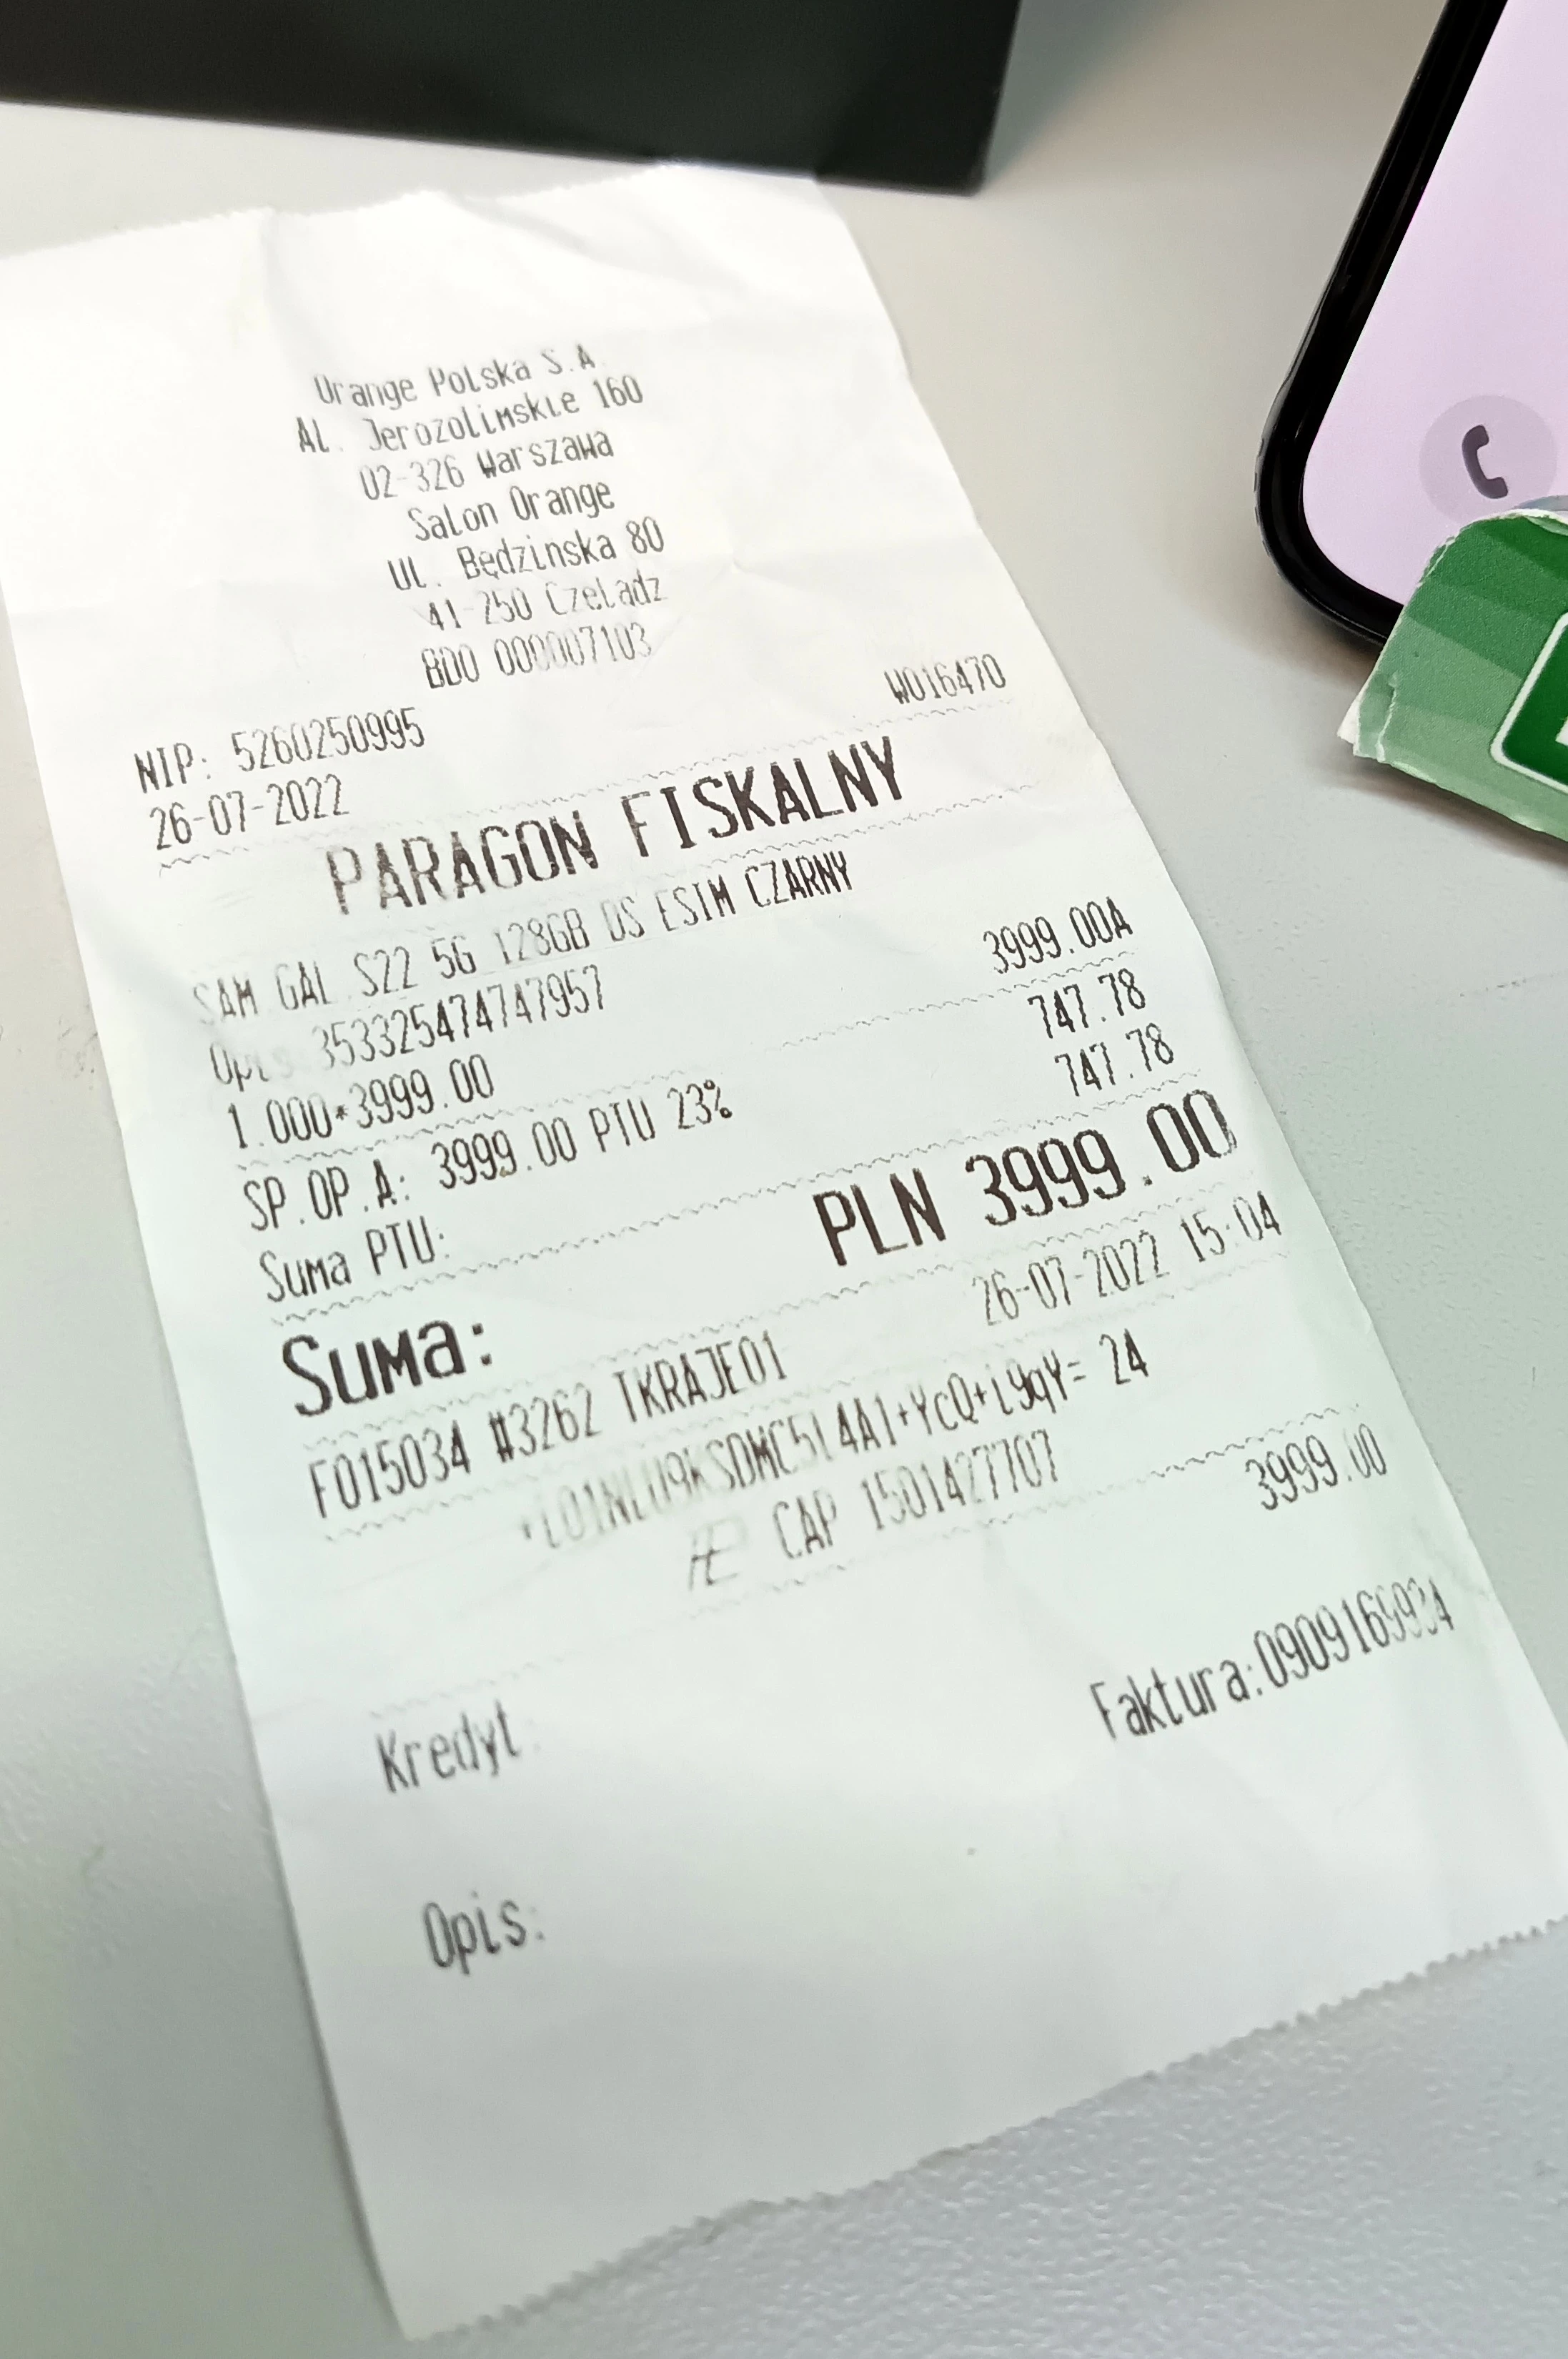 Orange Polska S.A.
Al. Jerozolimskie 160
02-326 Warszawa
Salon Orange
ul. Będzinska 80
41-250 Czeladz
BDO 000007103
NIP: 5260250995 W016470
26-07-2022
PARAGON FISKALNY
SAM GAL S22 5G 128GB DS ESIM CZARNY
Opis 353325474747957
1.000*3999.00 3999.00A
SP.OP.A: 3999.00 PTU 23% 747.78
Suma PTU: 747.78
Suma: PLN 3999.00
F015034 #3262 TKRAJE01 26-07-2022 15:04
24
CAP 1501427707
Kredyt 3999.00
Opis: Faktura: